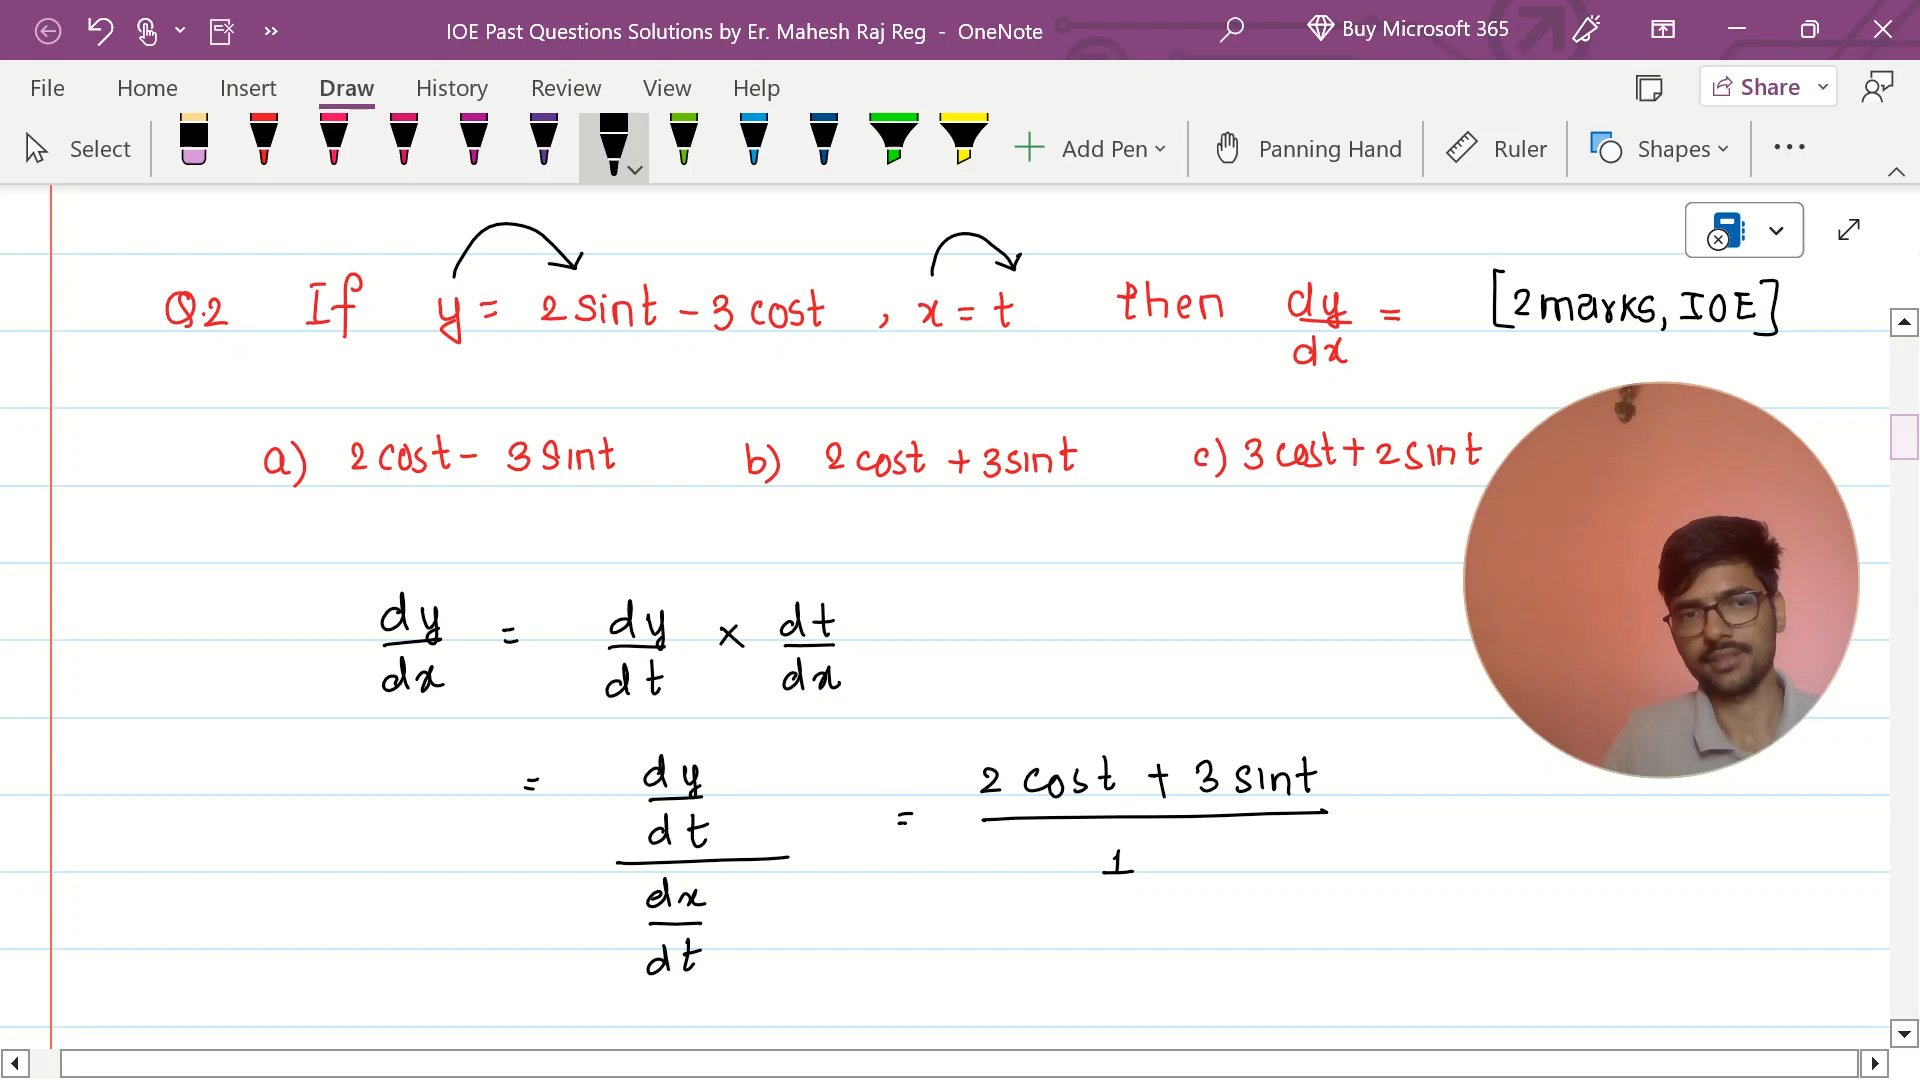 IOE Past Questions Solutions by Er. Mahesh Raj Reg - OneNote
Buy Microsoft 365
File Home Insert Draw History Review View Help
Share
Select
Add Pen
Panning Hand
Ruler
Shapes
Q.2 If y = 2 sint - 3 cost , x = t then dy/dx = [2 marks, IOE]
a) 2 cost - 3 sint b) 2 cost + 3 sint c) 3 cost + 2 sint
dy/dx = dy/dt × dt/dx
= dy/dt / dx/dt = 2 cost + 3 sint / 1